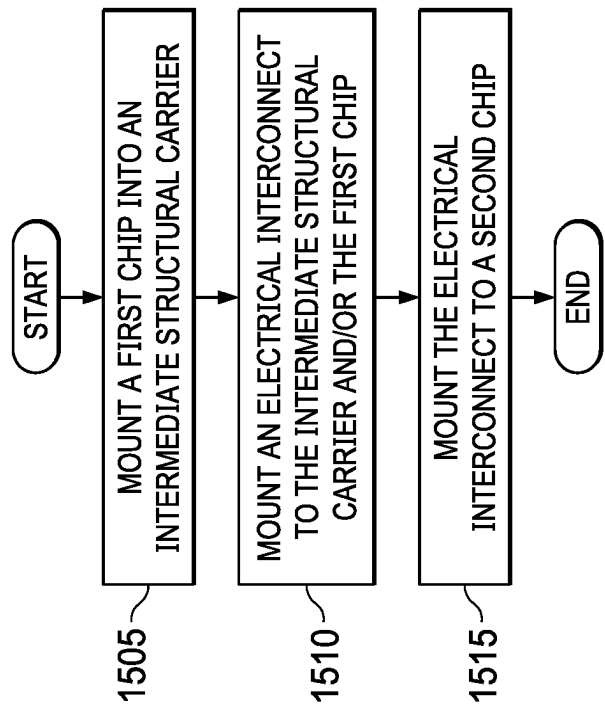 START
1505
MOUNT A FIRST CHIP INTO AN
INTERMEDIATE STRUCTURAL CARRIER
1510
MOUNT AN ELECTRICAL INTERCONNECT
TO THE INTERMEDIATE STRUCTURAL
CARRIER AND/OR THE FIRST CHIP
1515
MOUNT THE ELECTRICAL
INTERCONNECT TO A SECOND CHIP
END